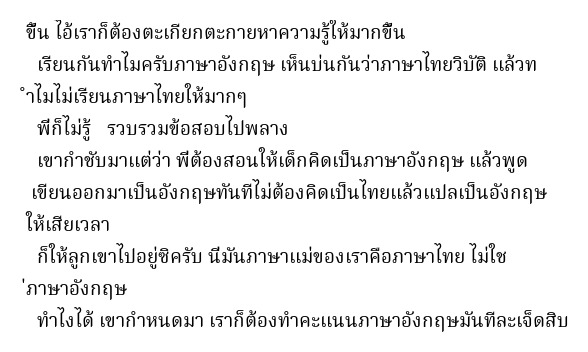 ขึ้น ไอ้เราก็ต้องตะเกียกตะกายหาความรู้ให้มากขึ้น
เรียนกันทำไมครับภาษาอังกฤษ เห็นบ่นกันว่าภาษาไทยวิบัติ แล้วท
ำไมไม่เรียนภาษาไทยให้มากๆ
พี่ก็ไม่รู้ รวบรวมข้อสอบไปพลาง
เขากำชับมาแต่ว่า พี่ต้องสอนให้เด็กคิดเป็นภาษาอังกฤษ แล้วพูด
เขียนออกมาเป็นอังกฤษทันทีไม่ต้องคิดเป็นไทยแล้วแปลเป็นอังกฤษ
ให้เสียเวลา
ก็ให้ลูกเขาไปอยู่ซิครับ นี่มันภาษาแม่ของเราคือภาษาไทย ไม่ใช
่ภาษาอังกฤษ
ทำไงได้ เขากำหนดมา เราก็ต้องทำคะแนนภาษาอังกฤษมันทีละเจ็ดสิบ